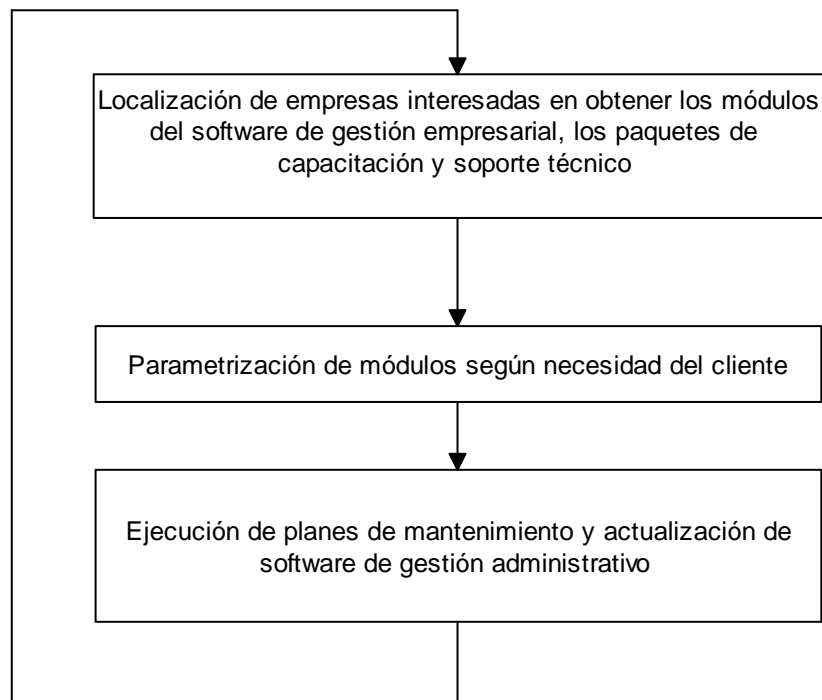 Localización de empresas interesadas en obtener los módulos
del software de gestión empresarial, los paquetes de
capacitación y soporte técnico
Parametrización de módulos según necesidad del cliente
Ejecución de planes de mantenimiento y actualización de
software de gestión administrativo